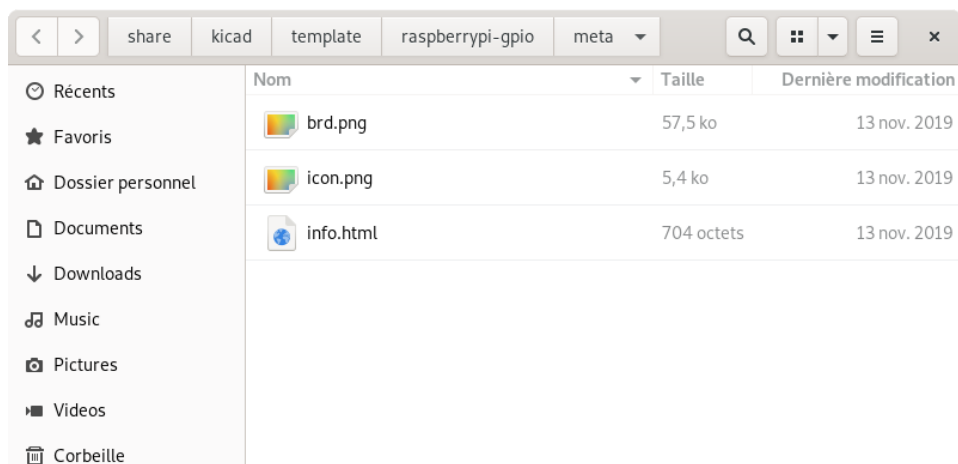 share kicad template raspberrypi-gpio meta
Nom Taille Dernière modification
Récents
brd.png 57,5 ko 13 nov. 2019
Favoris
icon.png 5,4 ko 13 nov. 2019
Dossier personnel
Documents
info.html 704 octets 13 nov. 2019
Downloads
Music
Pictures
Videos
Corbeille